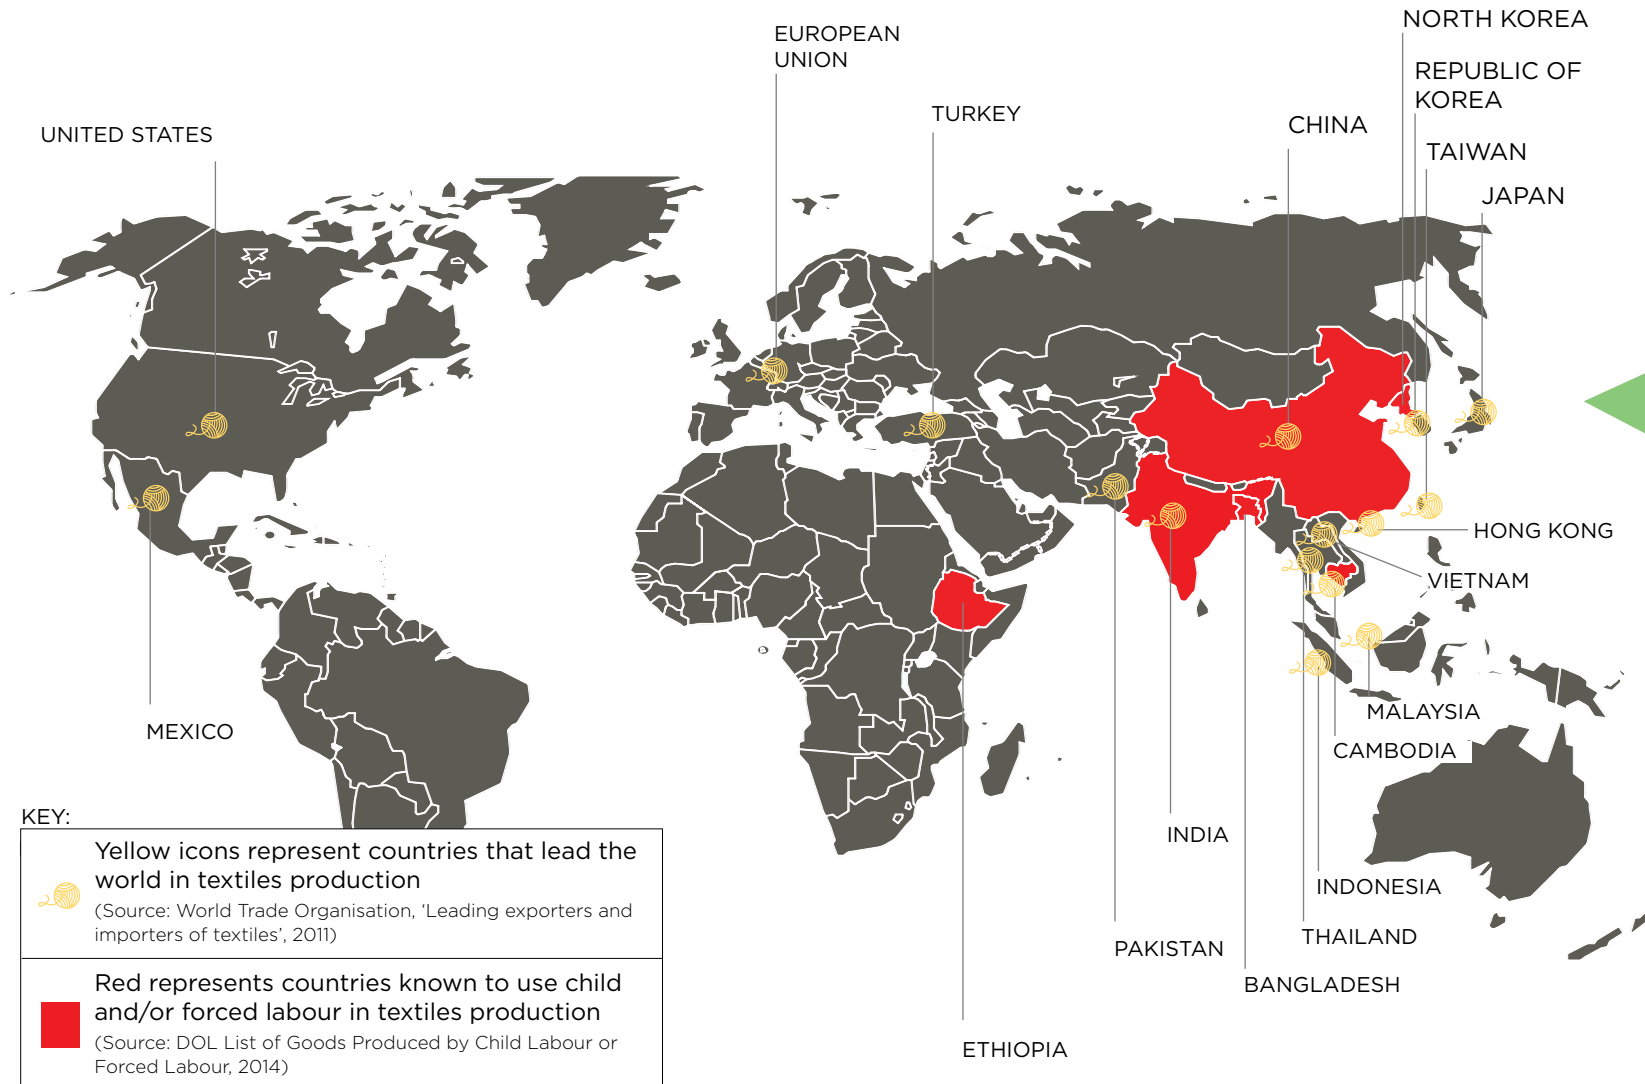 NORTH KOREA
EUROPEAN
UNION
REPUBLIC OF
KOREA
TURKEY
CHINA
UNITED STATES
TAIWAN
JAPAN
HONG KONG
VIETNAM
MALAYSIA
MEXICO
CAMBODIA
INDIA
INDONESIA
THAILAND
PAKISTAN
BANGLADESH
ETHIOPIA
KEY:
Yellow icons represent countries that lead the
world in textiles production
(Source: World Trade Organisation, ‘Leading exporters and
importers of textiles’, 2011)
Red represents countries known to use child
and/or forced labour in textiles production
(Source: DOL List of Goods Produced by Child Labour or
Forced Labour, 2014)